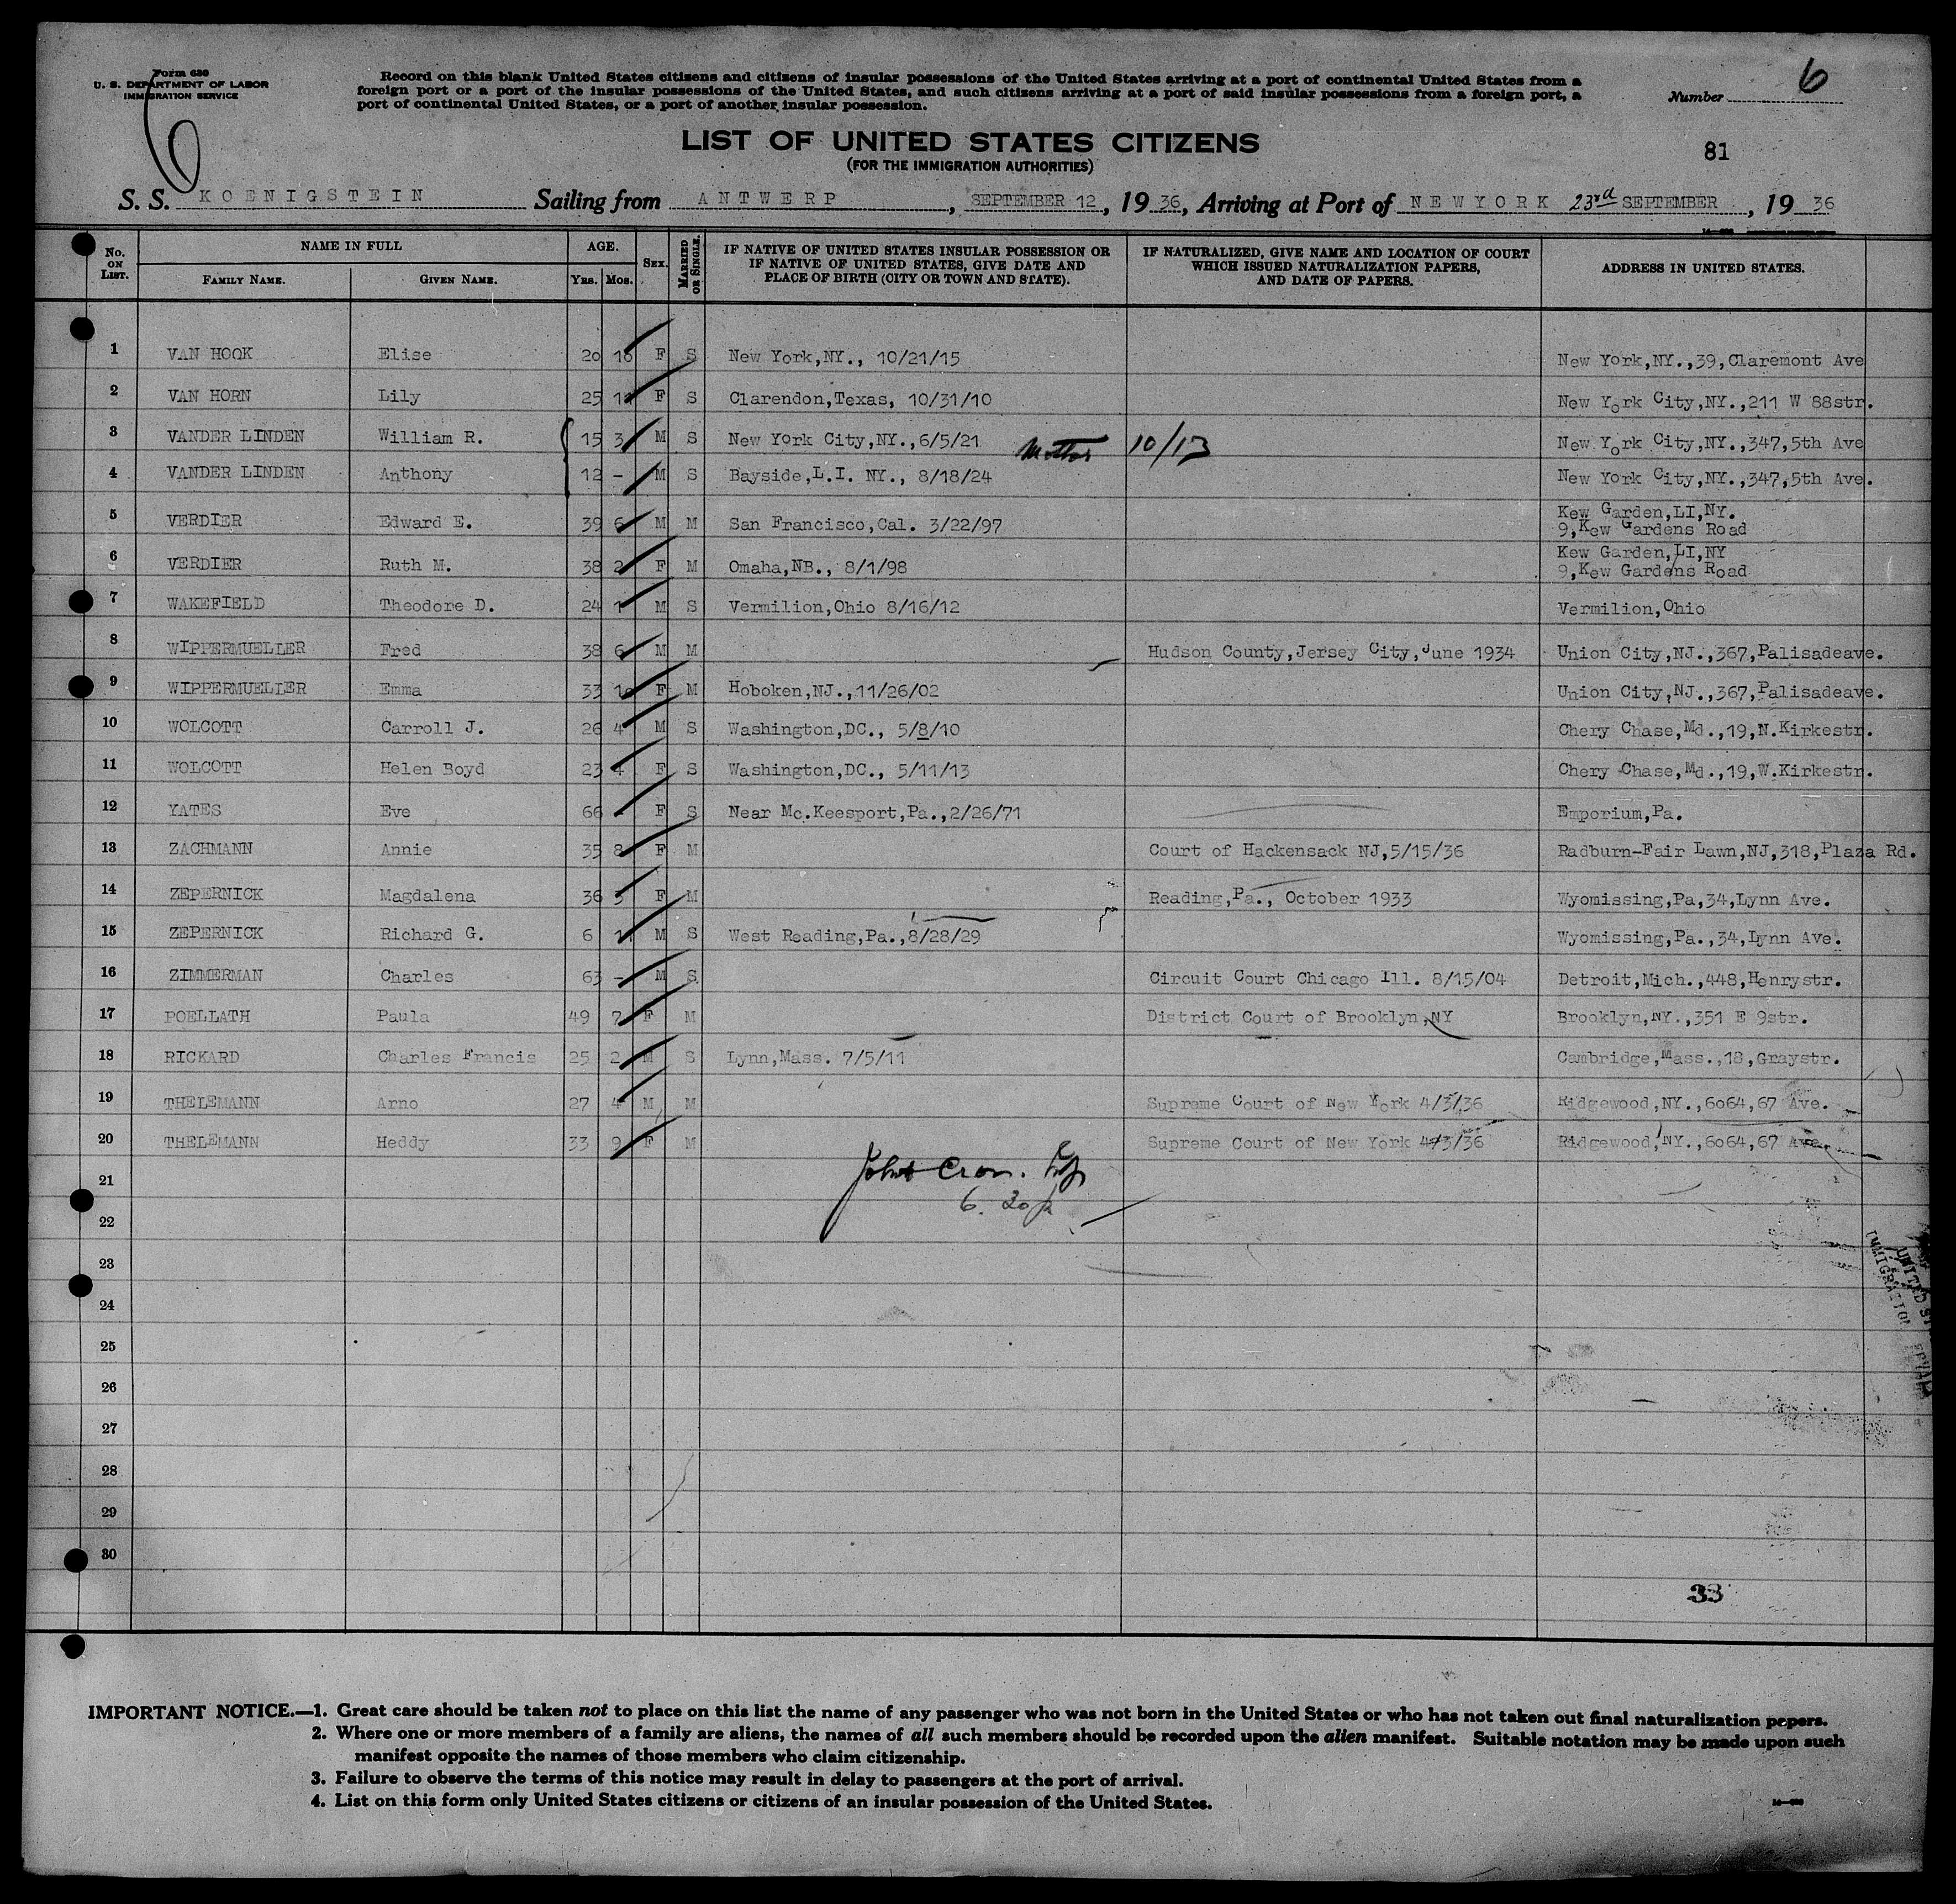 Form 630
U. S. DEPARTMENT OF LABOR
IMMIGRATION SERVICE
6
Record on this blank United States citizens and citizens of insular possessions of the United States arriving at a port of continental United States from a
foreign port or a port of the insular possessions of the United States, and such citizens arriving at a port of said insular possessions from a foreign port, a
port of continental United States, or a port of another insular possession.
Number 6
LIST OF UNITED STATES CITIZENS
(FOR THE IMMIGRATION AUTHORITIES)
81
S. S. KOENIGSTEIN Sailing from ANTWERP, SEPTEMBER 12, 19 36, Arriving at Port of NEWYORK 23rd SEPTEMBER, 19 36
No. ON LIST. NAME IN FULL FAMILY NAME. GIVEN NAME. AGE. Yrs. Mos. SEX. MARRIED OR SINGLE. IF NATIVE OF UNITED STATES INSULAR POSSESSION OR IF NATIVE OF UNITED STATES, GIVE DATE AND PLACE OF BIRTH (CITY OR TOWN AND STATE). IF NATURALIZED, GIVE NAME AND LOCATION OF COURT WHICH ISSUED NATURALIZATION PAPERS, AND DATE OF PAPERS. ADDRESS IN UNITED STATES.
1 VAN HOOK Elise 20 10 F S New York,NY., 10/21/15 New York,NY.,39,Claremont Ave
2 VAN HORN Lily 25 11 F S Clarendon,Texas, 10/31/10 New York City,NY.,211 W 88str.
3 VANDER LINDEN William R. 15 3 M S New York City,NY.,6/5/21 Mother 10/13 New York City,NY.,347,5th Ave
4 VANDER LINDEN Anthony 12 - M S Bayside,L.I. NY., 8/18/24 New York City,NY.,347,5th Ave.
5 VERDIER Edward E. 39 6 M M San Francisco,Cal. 3/22/97 Kew Garden,LI,NY.
9,Kew Gardens Road
6 VERDIER Ruth M. 38 2 F M Omaha,NB., 8/1/98 Kew Garden,LI,NY
9,Kew Gardens Road
7 WAKEFIELD Theodore D. 24 1 M S Vermilion,Ohio 8/16/12 Vermilion,Ohio
8 WIPPERMUELLER Fred 38 6 M M Hudson County,Jersey City,June 1934 Union City,NJ.,367,Palisadeave.
9 WIPPERMUELLER Emma 33 10 F M Hoboken,NJ.,11/26/02 Union City,NJ.,367,Palisadeave.
10 WOLCOTT Carroll J. 26 4 M S Washington,DC., 5/8/10 Chery Chase,Md.,19,N.Kirkestr.
11 WOLCOTT Helen Boyd 23 4 F S Washington,DC., 5/11/13 Chery Chase,Md.,19,W.Kirkestr.
12 YATES Eve 66 F S Near Mc.Keesport,Pa.,2/26/71 Emporium,Pa.
13 ZACHMANN Annie 35 8 F M Court of Hackensack NJ,5/15/36 Radburn-Fair Lawn,NJ,318,Plaza Rd.
14 ZEPERNICK Magdalena 36 3 F M Reading,Pa., October 1933 Wyomissing,Pa,34,Lynn Ave.
15 ZEPERNICK Richard G. 6 1 M S West Reading,Pa.,8/28/29 Wyomissing,Pa.,34,Lynn Ave.
16 ZIMMERMAN Charles 63 - M S Circuit Court Chicago Ill. 8/15/04 Detroit,Mich.,448,Henrystr.
17 POELLATH Paula 49 7 F M District Court of Brooklyn,NY Brooklyn,NY.,351 E 9str.
18 RICKARD Charles Francis 25 2 M S Lynn,Mass. 7/5/11 Cambridge,Mass.,18,Graystr.
19 THELEMANN Arno 27 4 M M Supreme Court of New York 4/3/36 Ridgewood,NY.,6064,67 Ave.
20 THELEMANN Heddy 33 9 F M Supreme Court of New York 4/3/36 Ridgewood,NY.,6064,67 Ave.
21
6. 30 p
22
23
24
25
26
27
28
29
30
UNITED
IMMIGRATION
33
IMPORTANT NOTICE.—1. Great care should be taken not to place on this list the name of any passenger who was not born in the United States or who has not taken out final naturalization papers.
2. Where one or more members of a family are aliens, the names of all such members should be recorded upon the alien manifest. Suitable notation may be made upon such
manifest opposite the names of those members who claim citizenship.
3. Failure to observe the terms of this notice may result in delay to passengers at the port of arrival.
4. List on this form only United States citizens or citizens of an insular possession of the United States.